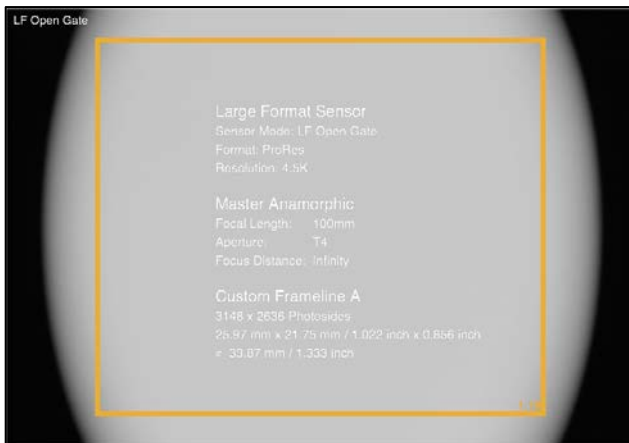 LF Open Gate
Large Format Sensor
Sensor Mode: LF Open Gate
Format: ProRes
Resolution: 4.5K
Master Anamorphic
Focal Length: 100mm
Aperture: T4
Focus Distance: Infinity
Custom Frameline A
3148 x 2636 Photosides
25.97 mm x 21.75 mm / 1.022 inch x 0.856 inch
33.87 mm / 1.333 inch